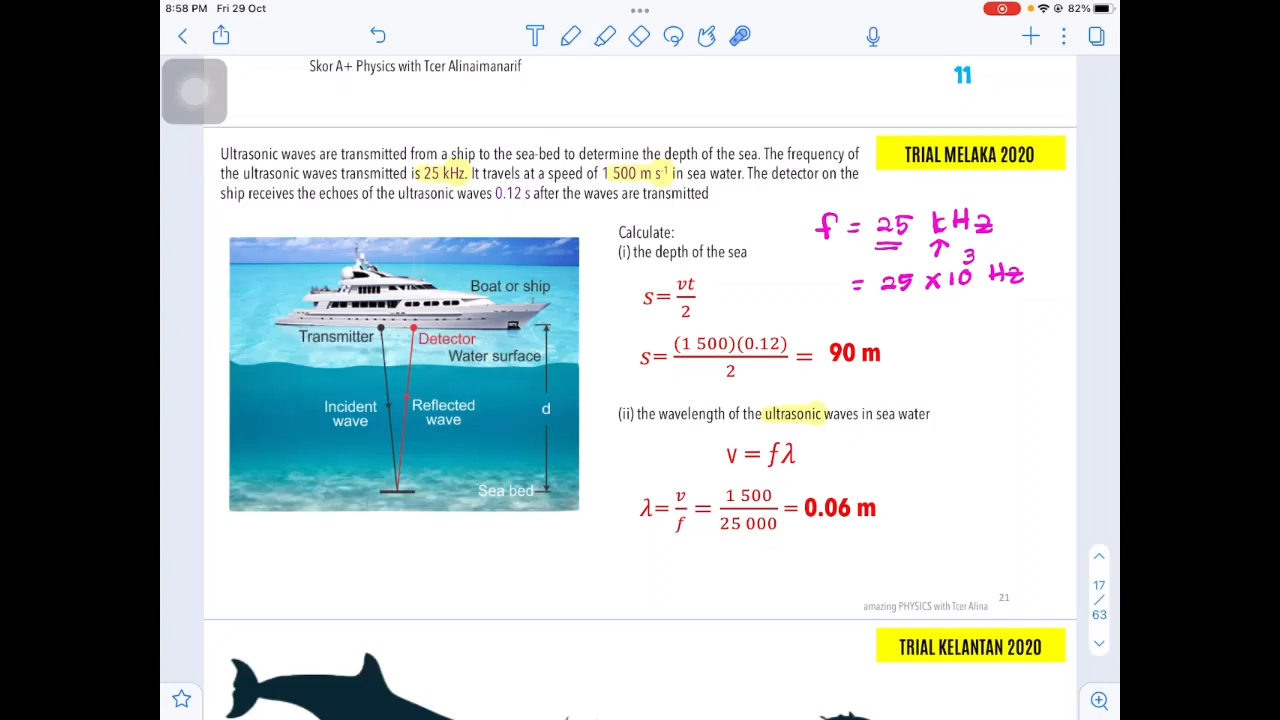 8:58 PM Fri 29 Oct
82%
T
Skor A+ Physics with Tcer Alinaimanarif
11
Ultrasonic waves are transmitted from a ship to the sea-bed to determine the depth of the sea. The frequency of
the ultrasonic waves transmitted is 25 kHz. It travels at a speed of 1 500 m s⁻¹ in sea water. The detector on the
ship receives the echoes of the ultrasonic waves 0.12 s after the waves are transmitted
TRIAL MELAKA 2020
Calculate:
(i) the depth of the sea
f = 25 kHz
= 25 × 10³ Hz
s = vt/2
s = (1 500)(0.12)/2 = 90 m
(ii) the wavelength of the ultrasonic waves in sea water
v = fλ
λ = v/f = 1 500/25 000 = 0.06 m
Boat or ship
Transmitter
Detector
Water surface
Incident
wave
Reflected
wave
d
Sea bed
21
amazing PHYSICS with Tcer Alina
17
/
63
TRIAL KELANTAN 2020